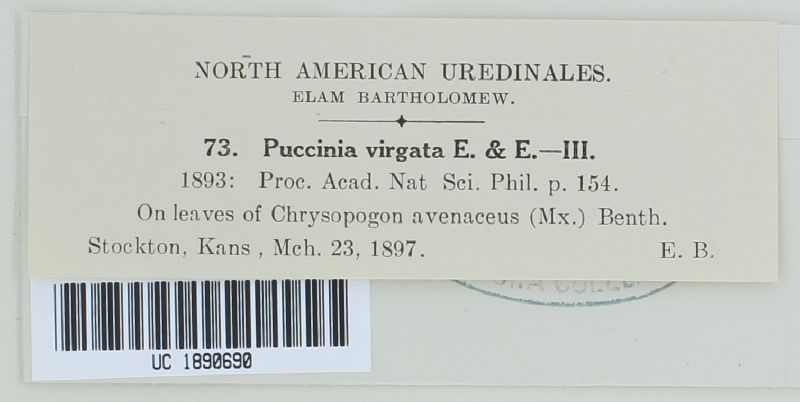 NORTH AMERICAN UREDINALES.
ELAM BARTHOLOMEW.
73. Puccinia virgata E. & E.—III.
1893: Proc. Acad. Nat Sci. Phil. p. 154.
On leaves of Chrysopogon avenaceus (Mx.) Benth.
Stockton, Kans , Mch. 23, 1897. E. B.
UC 1890690